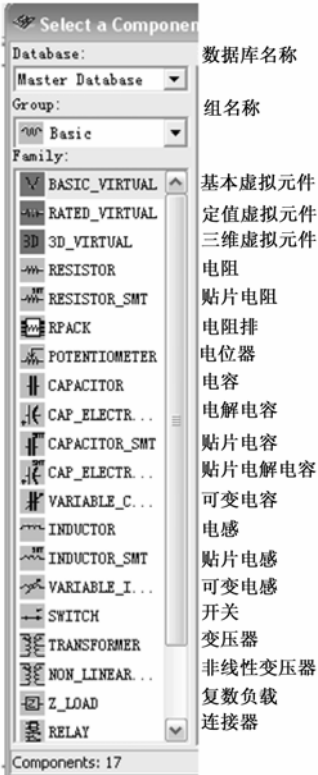 Select a Componen
Database: 数据库名称
Master Database
Group: 组名称
Basic
Family:
BASIC_VIRTUAL 基本虚拟元件
RATED_VIRTUAL 定值虚拟元件
3D 3D_VIRTUAL 三维虚拟元件
RESISTOR 电阻
RESISTOR_SMT 贴片电阻
RPACK 电阻排
POTENTIOMETER 电位器
CAPACITOR 电容
CAP_ELECTR... 电解电容
CAPACITOR_SMT 贴片电容
CAP_ELECTR... 贴片电解电容
VARIABLE_C... 可变电容
INDUCTOR 电感
INDUCTOR_SMT 贴片电感
VARIABLE_I... 可变电感
SWITCH 开关
TRANSFORMER 变压器
NON_LINEAR... 非线性变压器
Z_LOAD 复数负载
RELAY 连接器
Components: 17